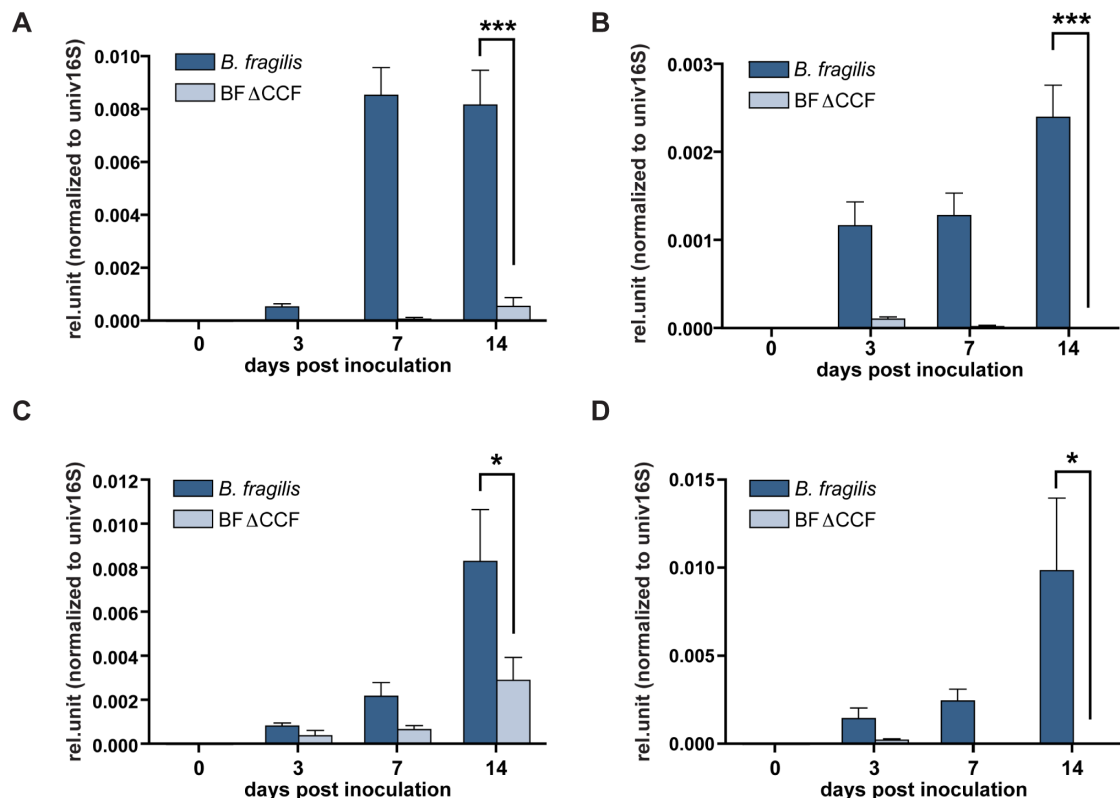 A
***
rel.unit (normalized to univ16S)
0.010
0.008
0.006
0.004
0.002
0.000
B. fragilis
BF ΔCCF
0 3 7 14
days post inoculation
B
***
rel.unit (normalized to univ16S)
0.003
0.002
0.001
0.000
B. fragilis
BF ΔCCF
0 3 7 14
days post inoculation
C
*
rel.unit (normalized to univ16S)
0.012
0.010
0.008
0.006
0.004
0.002
0.000
B. fragilis
BF ΔCCF
0 3 7 14
days post inoculation
D
*
rel.unit (normalized to univ16S)
0.015
0.010
0.005
0.000
B. fragilis
BF ΔCCF
0 3 7 14
days post inoculation